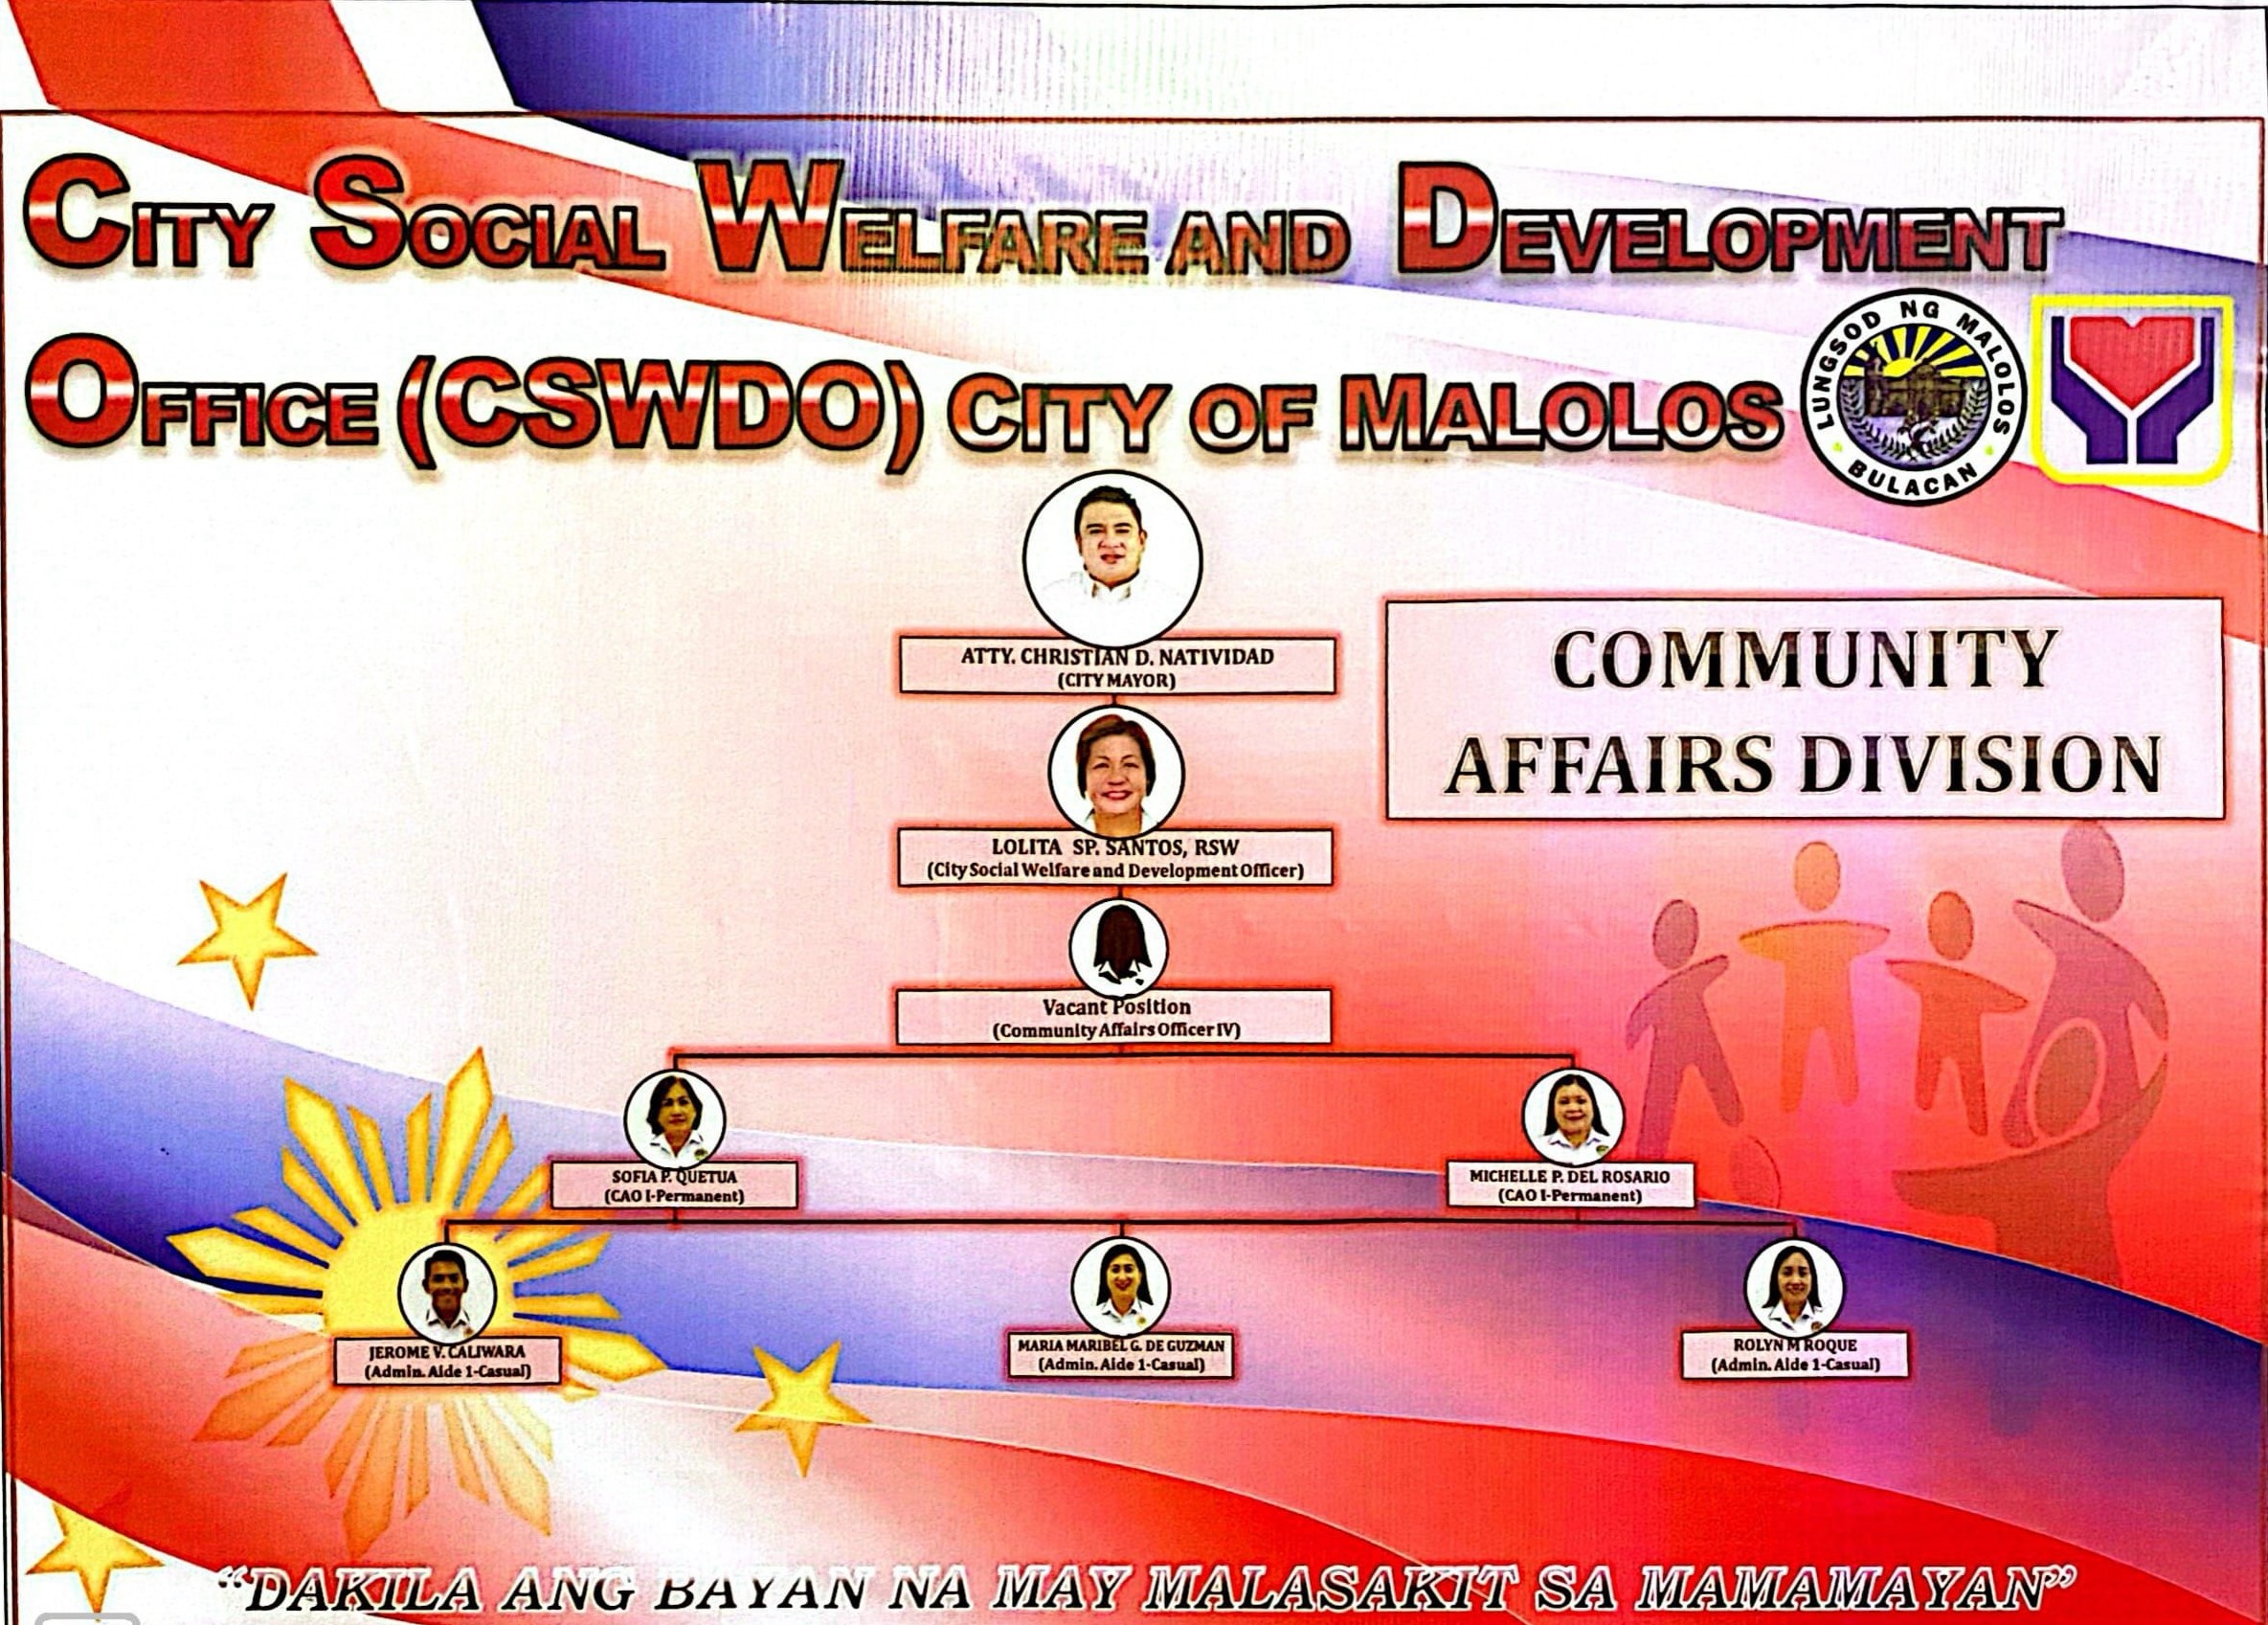 CITY SOCIAL WELFARE AND DEVELOPMENT
OFFICE (CSWDO) CITY OF MALOLOS
LUNGSOD NG MALOLOS
BULACAN
ATTY. CHRISTIAN D. NATIVIDAD
(CITY MAYOR)
COMMUNITY
AFFAIRS DIVISION
LOLITA SP. SANTOS, RSW
(City Social Welfare and Development Officer)
Vacant Position
(Community Affairs Officer IV)
SOFIA P. QUETUA
(CAO I-Permanent)
MICHELLE P. DEL ROSARIO
(CAO I-Permanent)
JEROME V. CALIWARA
(Admin. Aide 1-Casual)
MARIA MARIBEL G. DE GUZMAN
(Admin. Aide 1-Casual)
ROLYN M ROQUE
(Admin. Aide 1-Casual)
“DAKILA ANG BAYAN NA MAY MALASAKIT SA MAMAMAYAN”